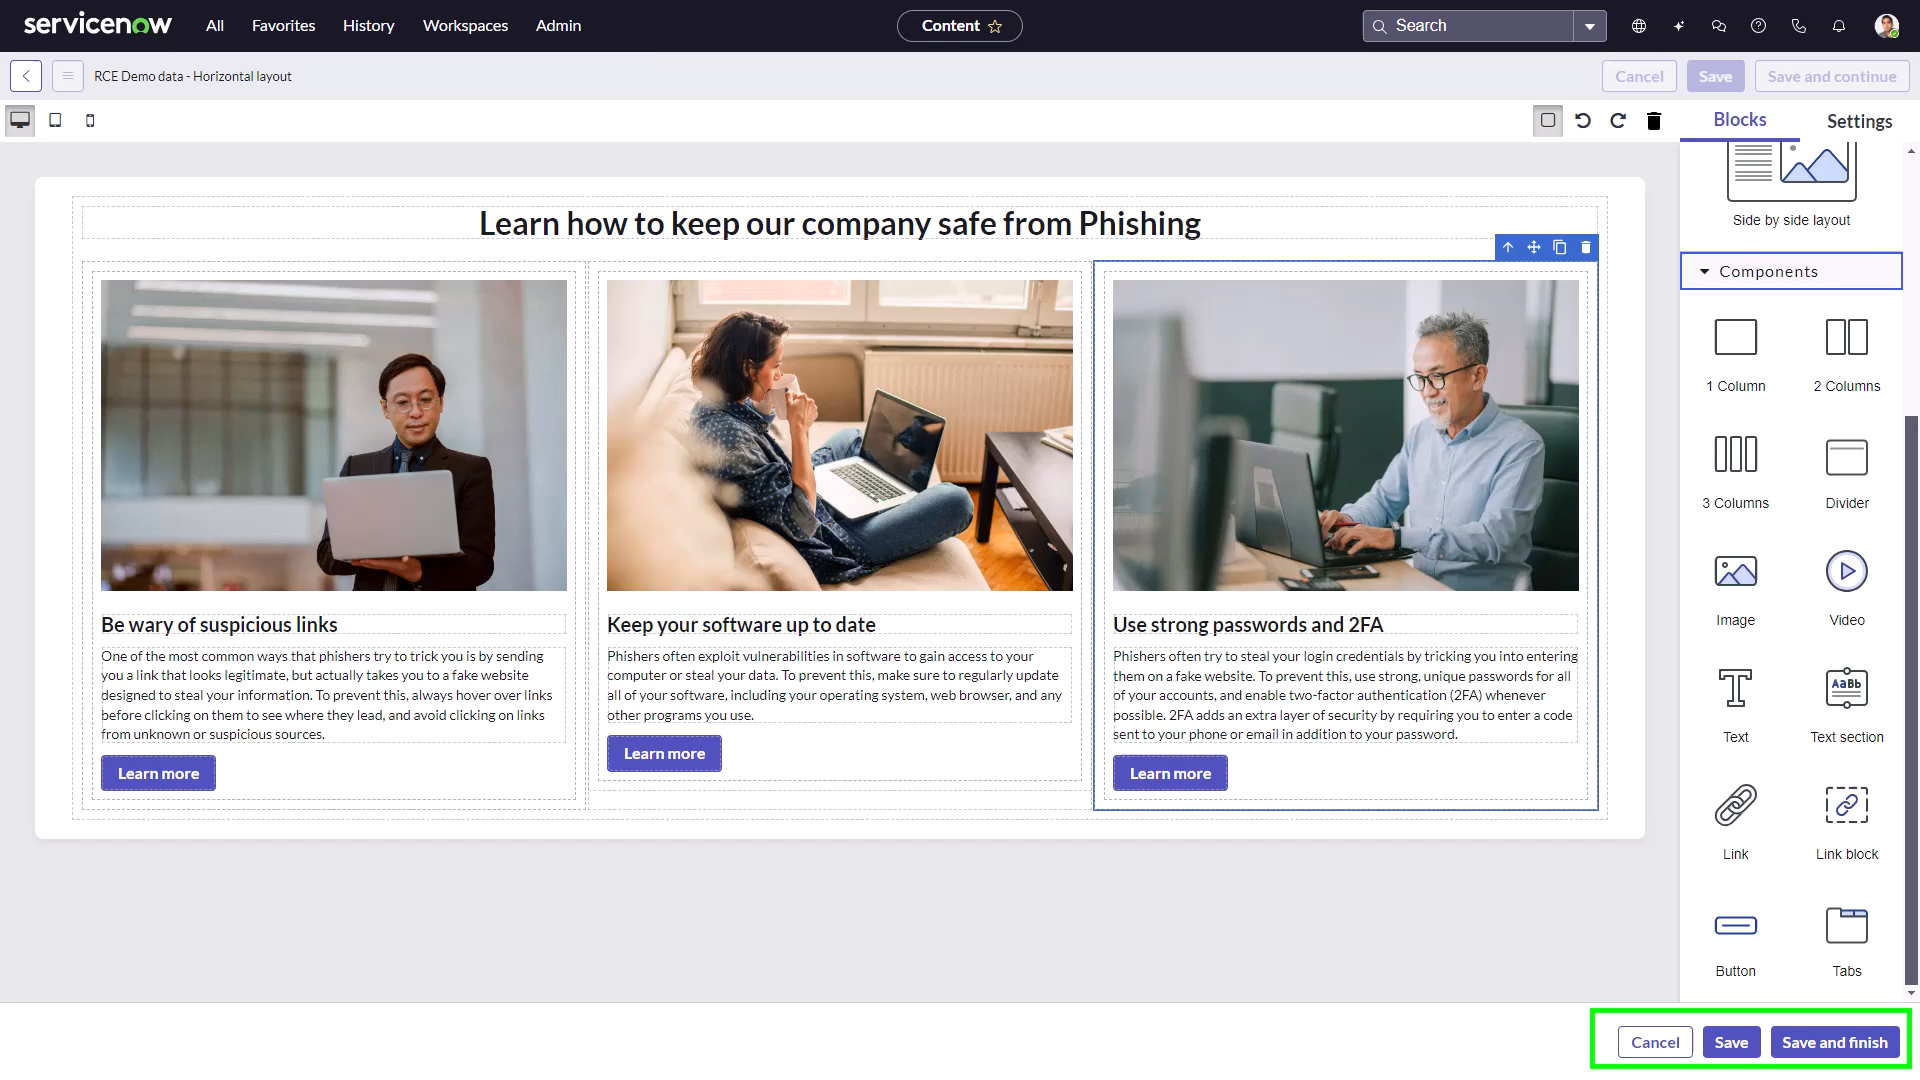 servicenow
All
Favorites
History
Workspaces
Admin
Content
Search
RCE Demo data - Horizontal layout
Cancel
Save
Save and continue
Blocks
Settings
Side by side layout
Components
1 Column
2 Columns
3 Columns
Divider
Image
Video
Text
AaBb
Text section
Link
Link block
Button
Tabs
Learn how to keep our company safe from Phishing
Be wary of suspicious links
One of the most common ways that phishers try to trick you is by sending
you a link that looks legitimate, but actually takes you to a fake website
designed to steal your information. To prevent this, always hover over links
before clicking on them to see where they lead, and avoid clicking on links
from unknown or suspicious sources.
Learn more
Keep your software up to date
Phishers often exploit vulnerabilities in software to gain access to your
computer or steal your data. To prevent this, make sure to regularly update
all of your software, including your operating system, web browser, and any
other programs you use.
Learn more
Use strong passwords and 2FA
Phishers often try to steal your login credentials by tricking you into entering
them on a fake website. To prevent this, use strong, unique passwords for all
of your accounts, and enable two-factor authentication (2FA) whenever
possible. 2FA adds an extra layer of security by requiring you to enter a code
sent to your phone or email in addition to your password.
Learn more
Cancel
Save
Save and finish